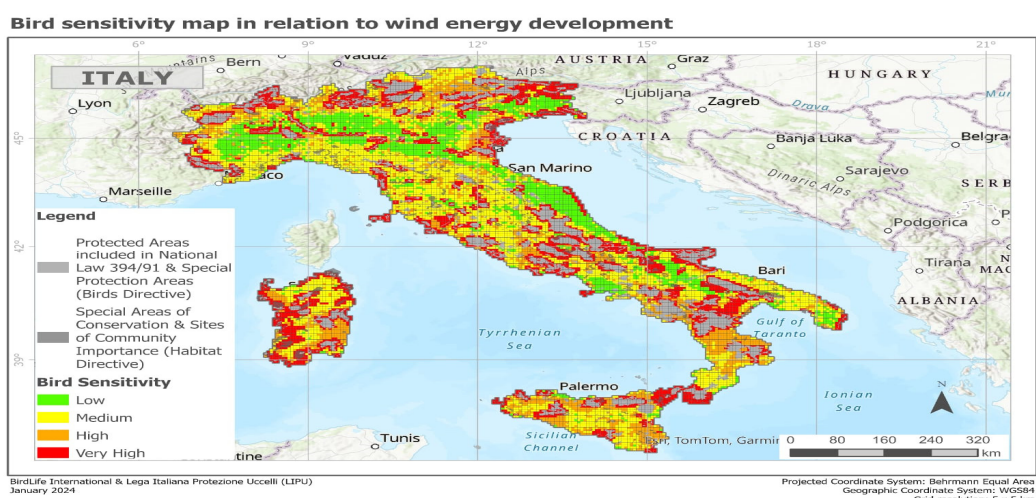 Bird sensitivity map in relation to wind energy development
6° 9° 12° 15° 18° 21°
ITALY
Bern
Vaduz
Alps
AUSTRIA
Graz
HUNGARY
Lyon
Ljubljana
Zagreb
Drava
45°
CROATIA
Banja Luka
Belgra
San Marino
Sarajevo
Dinaric Alps
SERB
Marseille
Podgorica
42°
Tirana
Bari
ALBANIA
Gulf of
Taranto
Tyrrhenian
Sea
39°
Palermo
Ionian
Sea
N
Sicilian
Channel
Tunis
Esri, TomTom, Garmin
0 80 160 240 320
km
Legend
Protected Areas
included in National
Law 394/91 & Special
Protection Areas
(Birds Directive)
Special Areas of
Conservation & Sites
of Community
Importance (Habitat
Directive)
Bird Sensitivity
Low
Medium
High
Very High
BirdLife International & Lega Italiana Protezione Uccelli (LIPU)
January 2024
Projected Coordinate System: Behrmann Equal Area
Geographic Coordinate System: WGS84